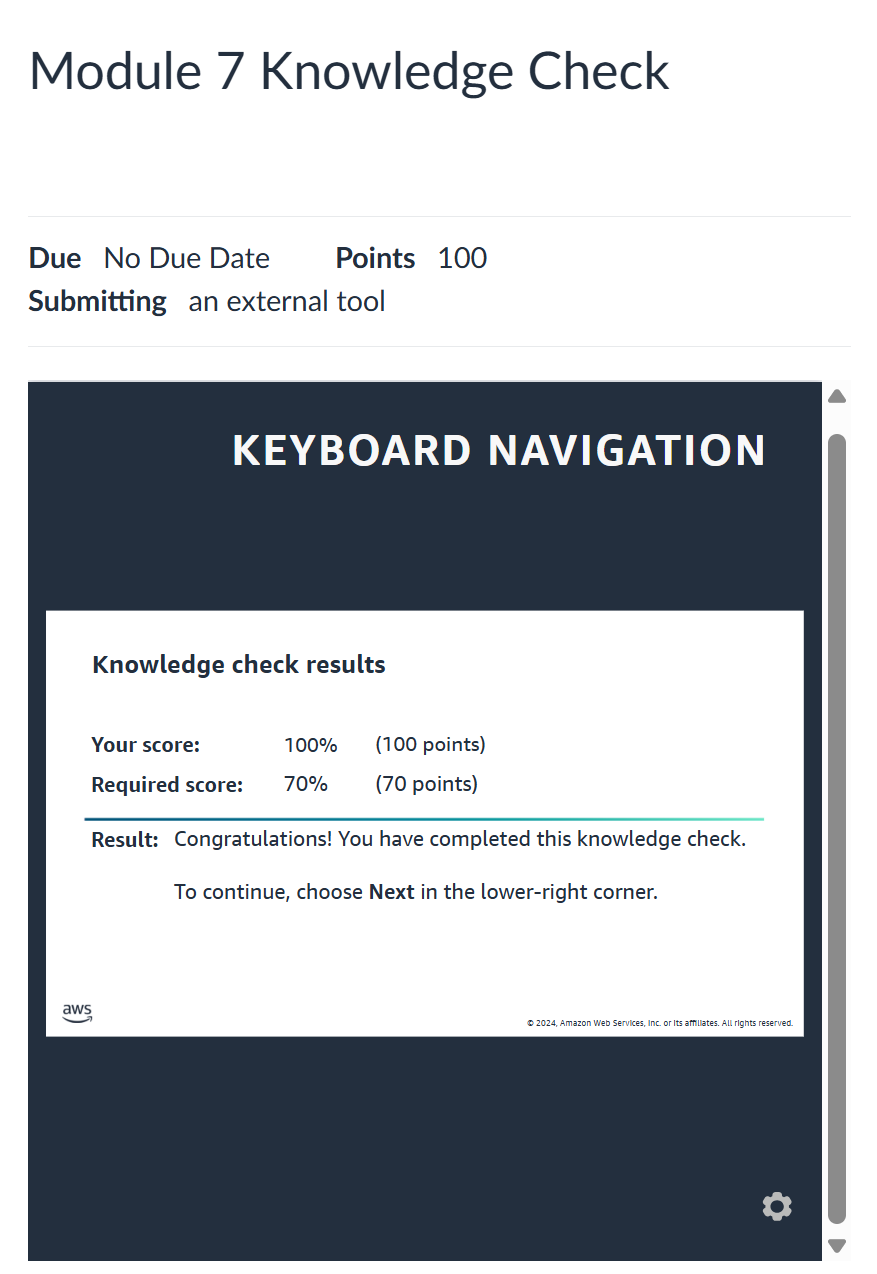 Module 7 Knowledge Check
Due No Due Date Points 100
Submitting an external tool
KEYBOARD NAVIGATION
Knowledge check results
Your score: 100% (100 points)
Required score: 70% (70 points)
Result: Congratulations! You have completed this knowledge check.
To continue, choose Next in the lower-right corner.
aws
© 2024, Amazon Web Services, Inc. or its affiliates. All rights reserved.